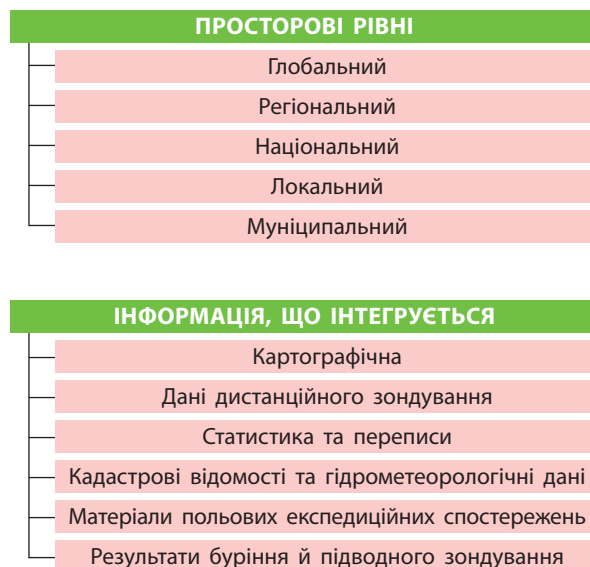 ПРОСТОРОВІ РІВНІ
Глобальний
Регіональний
Національний
Локальний
Муніципальний
ІНФОРМАЦІЯ, ЩО ІНТЕГРУЄТЬСЯ
Картографічна
Дані дистанційного зондування
Статистика та переписи
Кадастрові відомості та гідрометеорологічні дані
Матеріали польових експедиційних спостережень
Результати буріння й підводного зондування